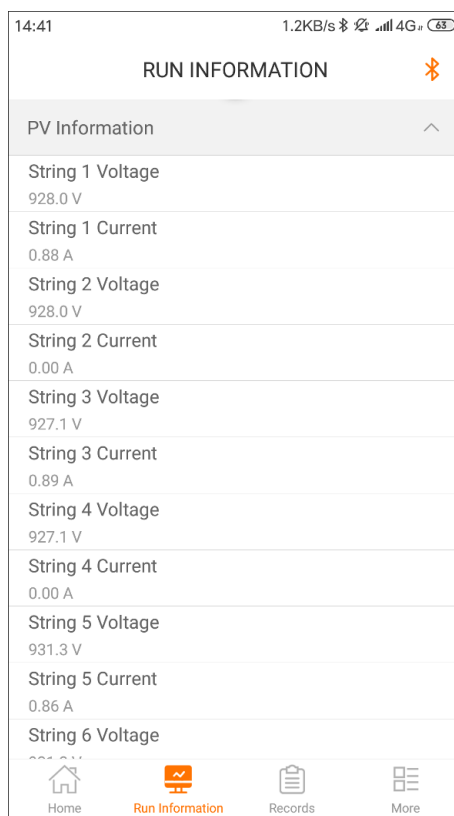 14:41 1.2KB/s 4G 63
RUN INFORMATION
PV Information
String 1 Voltage
928.0 V
String 1 Current
0.88 A
String 2 Voltage
928.0 V
String 2 Current
0.00 A
String 3 Voltage
927.1 V
String 3 Current
0.89 A
String 4 Voltage
927.1 V
String 4 Current
0.00 A
String 5 Voltage
931.3 V
String 5 Current
0.86 A
String 6 Voltage
Home Run Information Records More